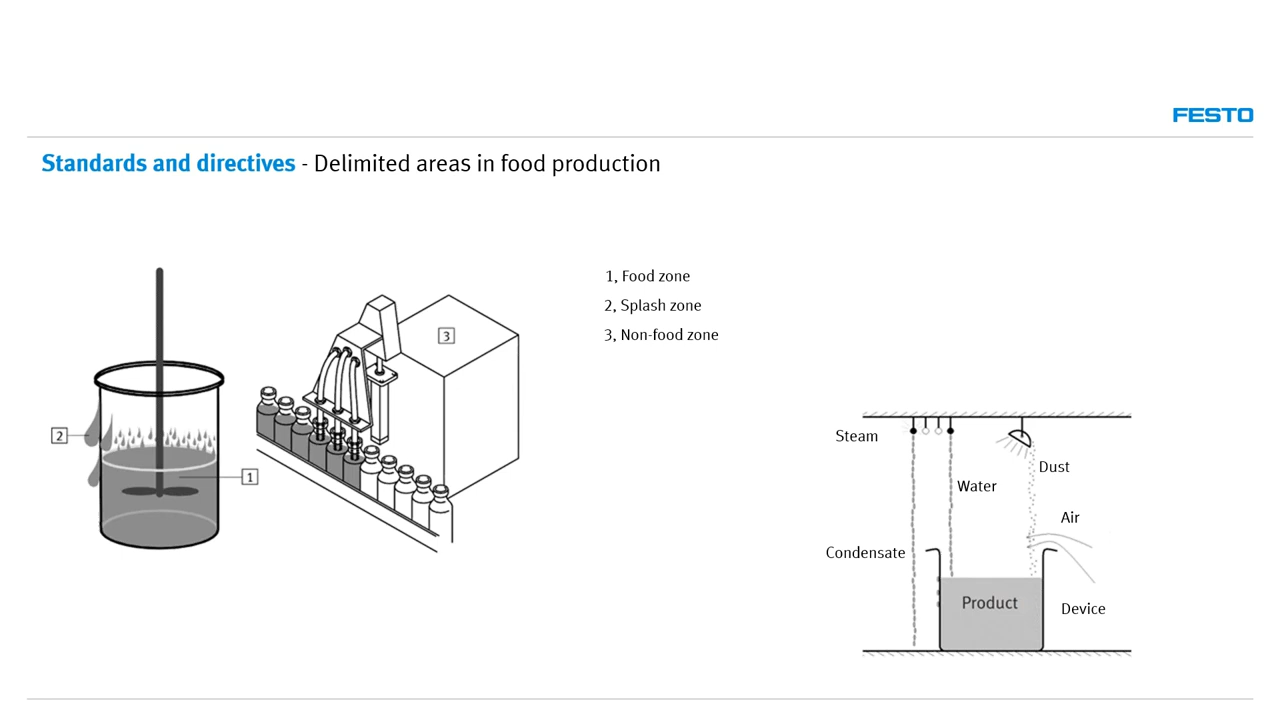 FESTO
Standards and directives - Delimited areas in food production
1, Food zone
2, Splash zone
3, Non-food zone
3
2
1
Steam
Dust
Water
Air
Condensate
Product
Device